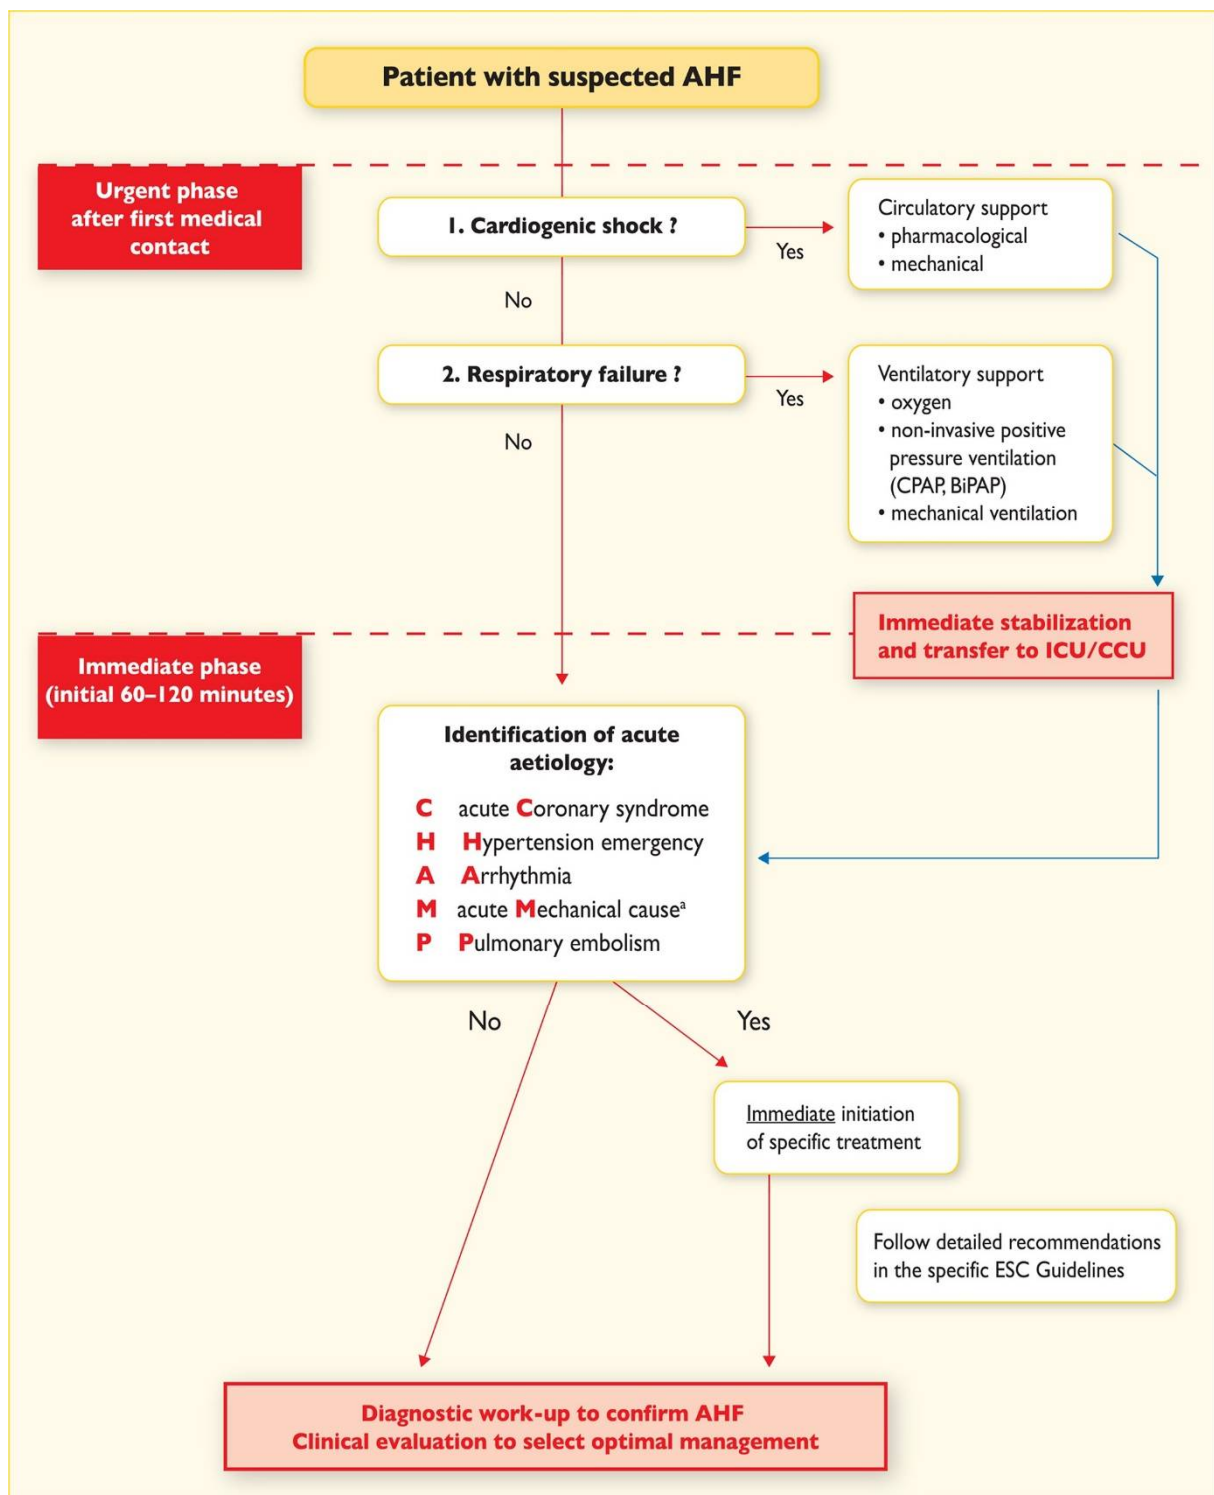 Patient with suspected AHF
Urgent phase
after first medical
contact
1. Cardiogenic shock ?
Yes
Circulatory support
• pharmacological
• mechanical
No
2. Respiratory failure ?
Yes
Ventilatory support
• oxygen
• non-invasive positive
pressure ventilation
(CPAP, BiPAP)
• mechanical ventilation
No
Immediate stabilization
and transfer to ICU/CCU
Immediate phase
(initial 60–120 minutes)
Identification of acute
aetiology:
C acute Coronary syndrome
H Hypertension emergency
A Arrhythmia
M acute Mechanical causeᵃ
P Pulmonary embolism
No
Yes
Immediate initiation
of specific treatment
Follow detailed recommendations
in the specific ESC Guidelines
Diagnostic work-up to confirm AHF
Clinical evaluation to select optimal management